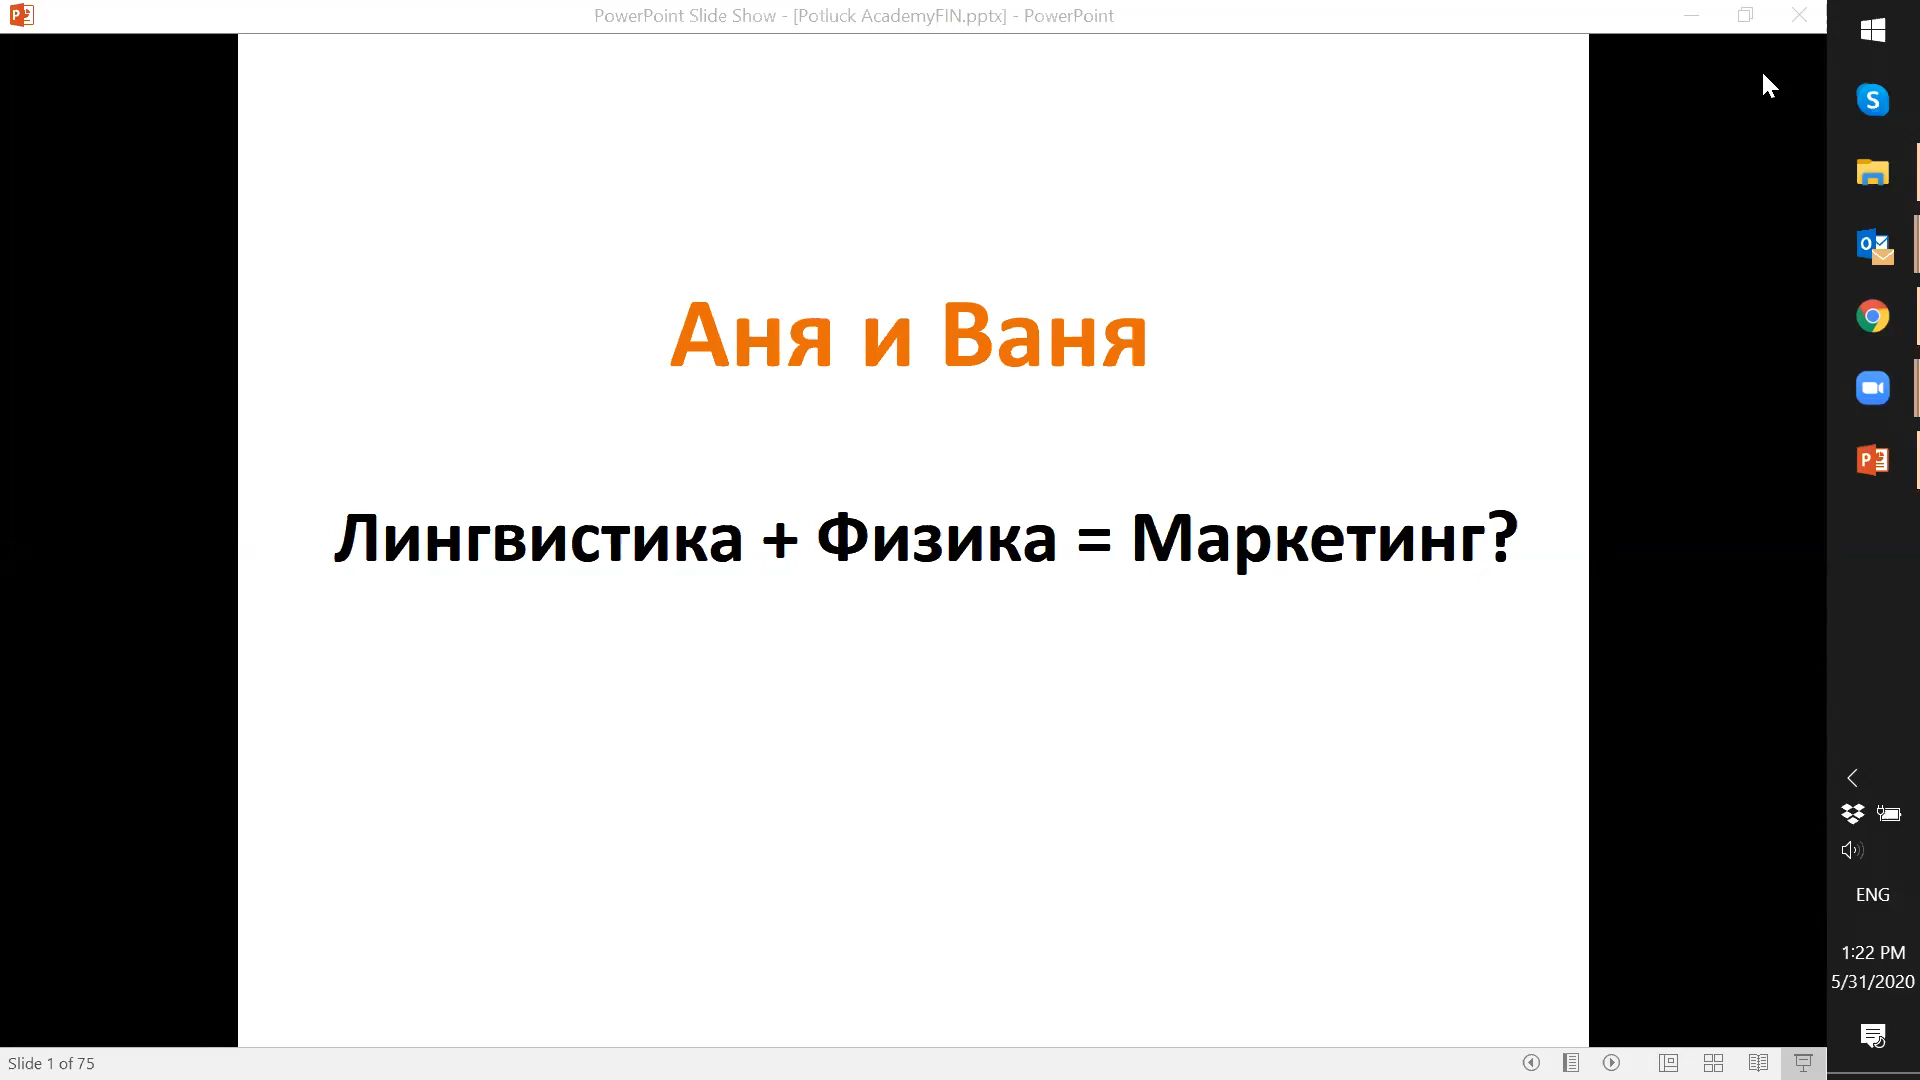 PowerPoint Slide Show - [Potluck AcademyFIN.pptx] - PowerPoint
Аня и Ваня
Лингвистика + Физика = Маркетинг?
ENG
1:22 PM
5/31/2020
Slide 1 of 75